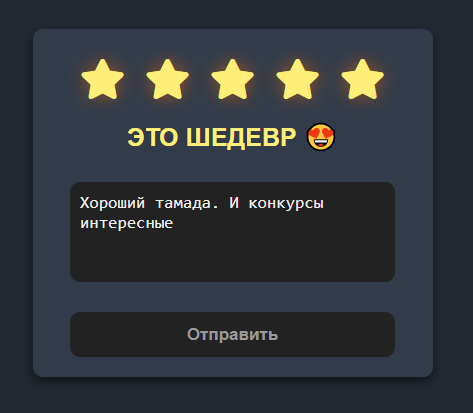 ЭТО ШЕДЕВР 😍
Хороший тамада. И конкурсы
интересные
Отправить